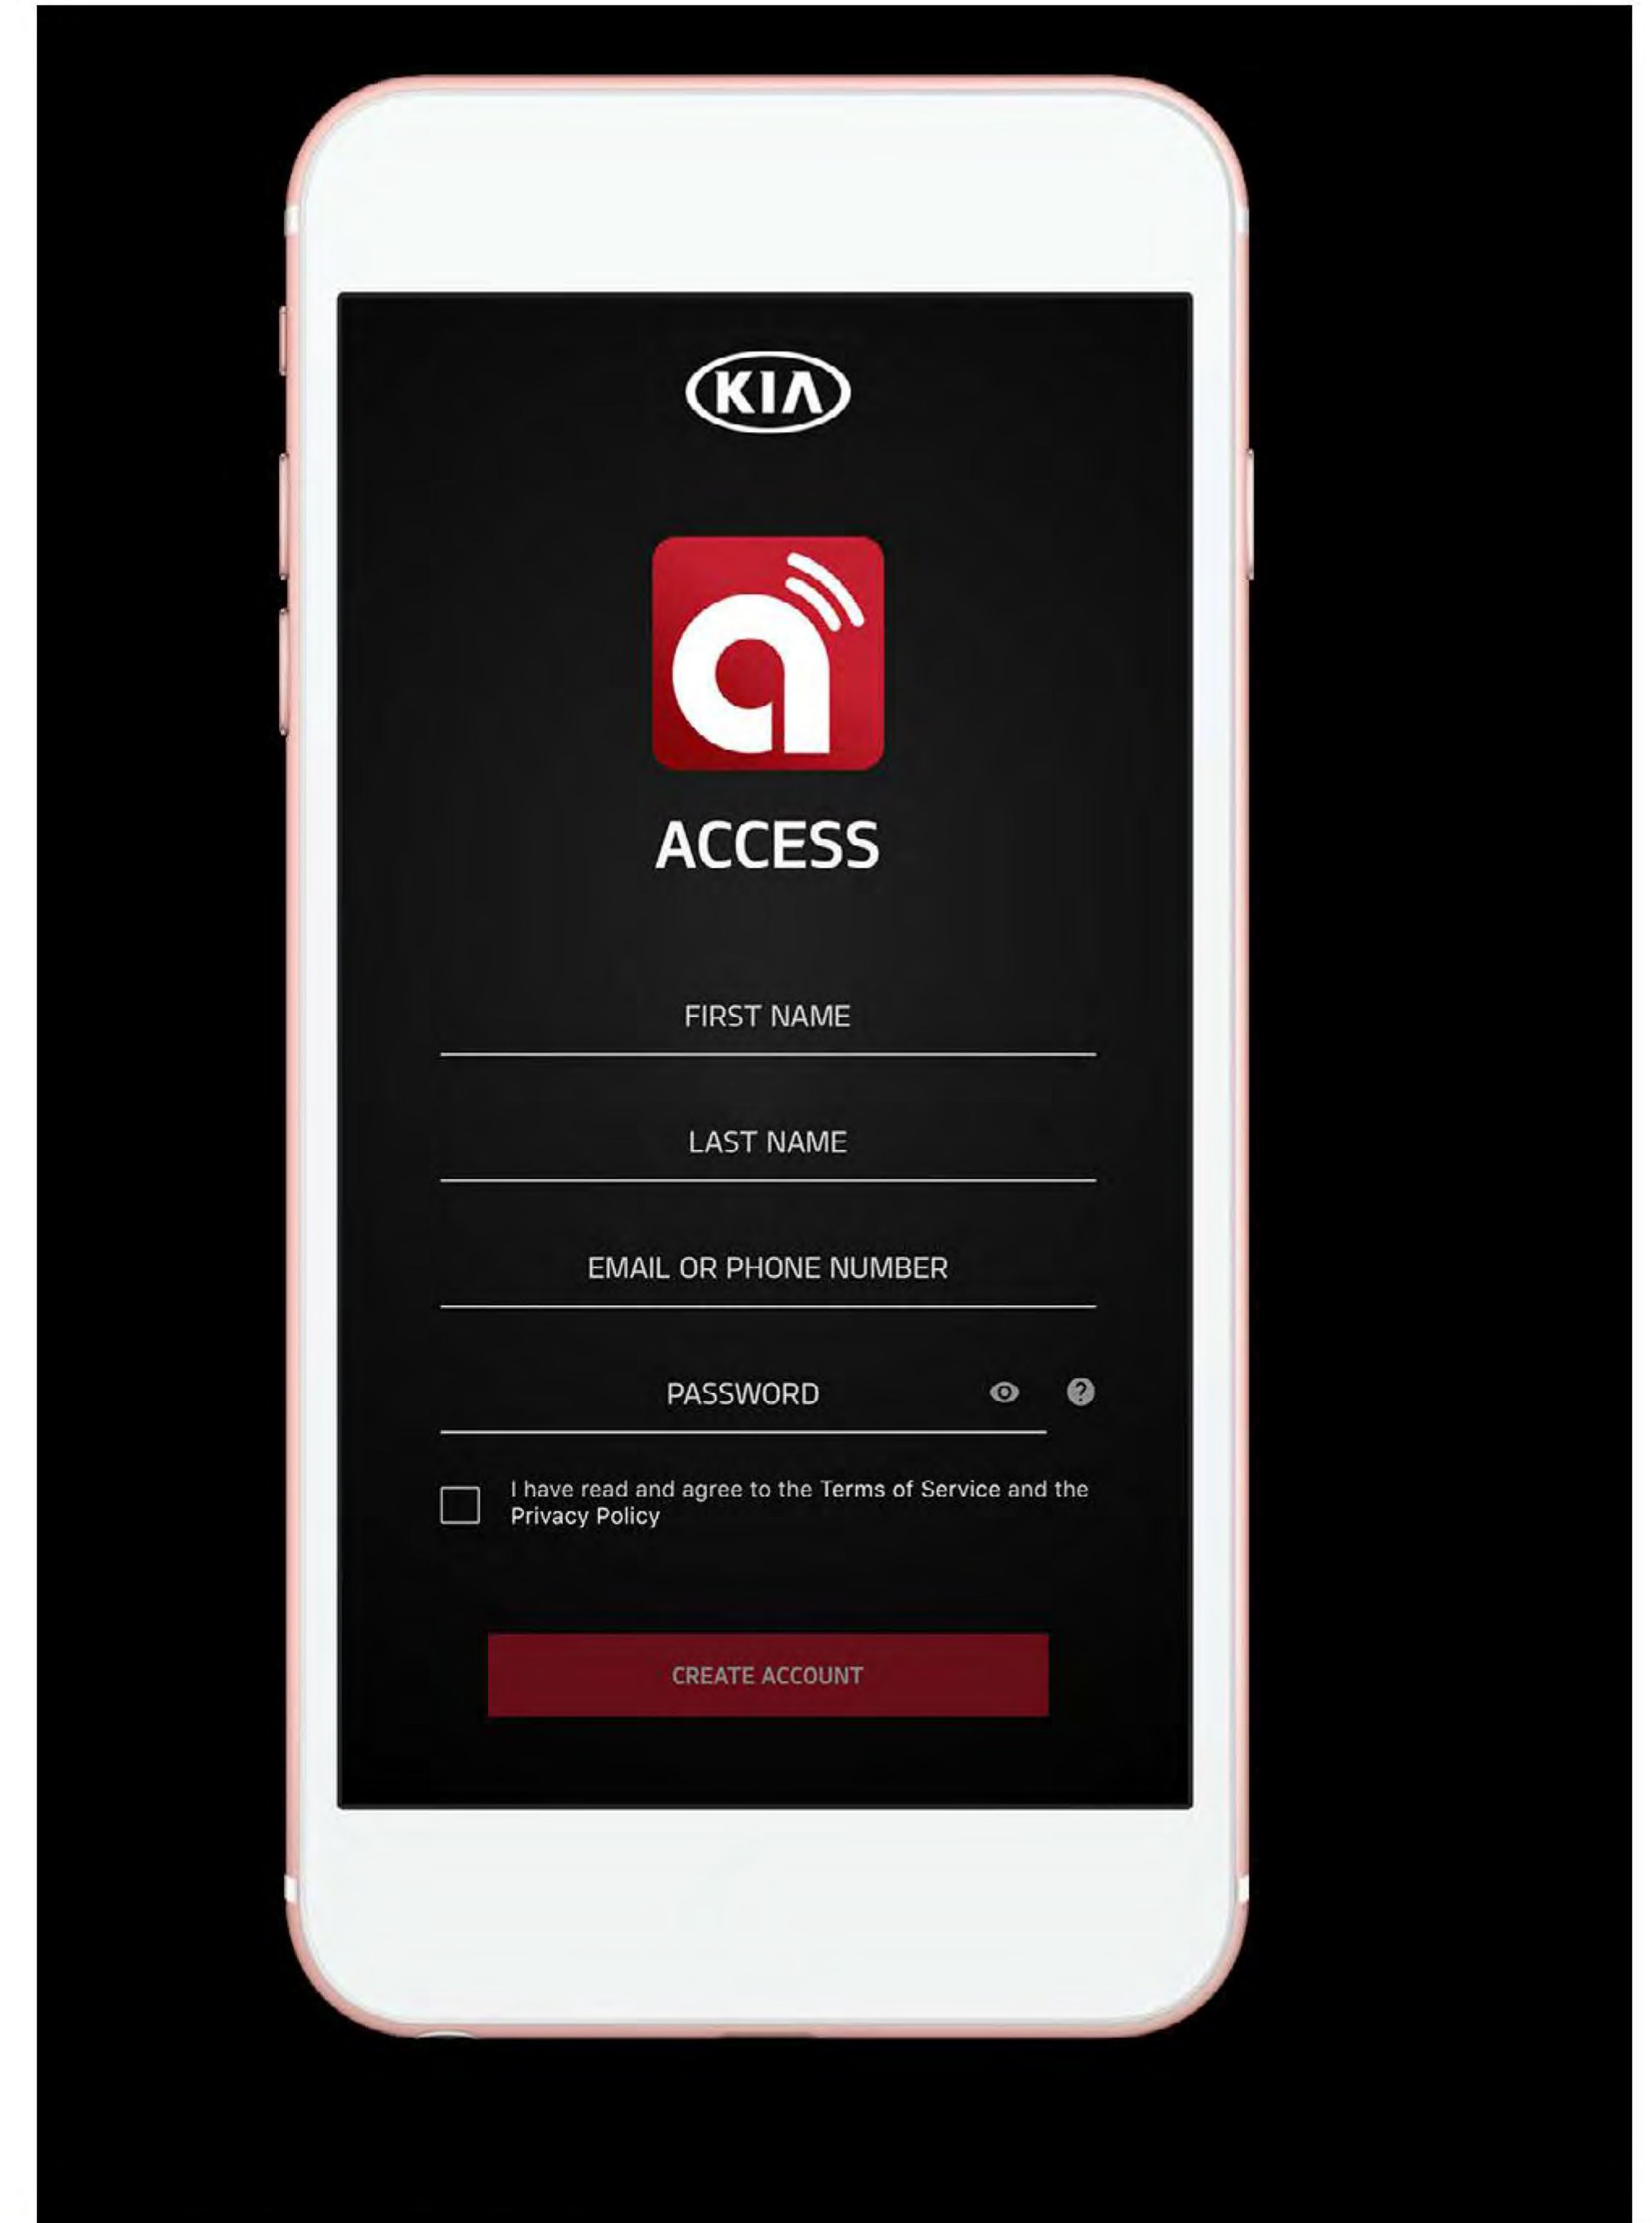 KIA
a
ACCESS
FIRST NAME
LAST NAME
EMAIL OR PHONE NUMBER
PASSWORD
?
I have read and agree to the Terms of Service and the
Privacy Policy
CREATE ACCOUNT